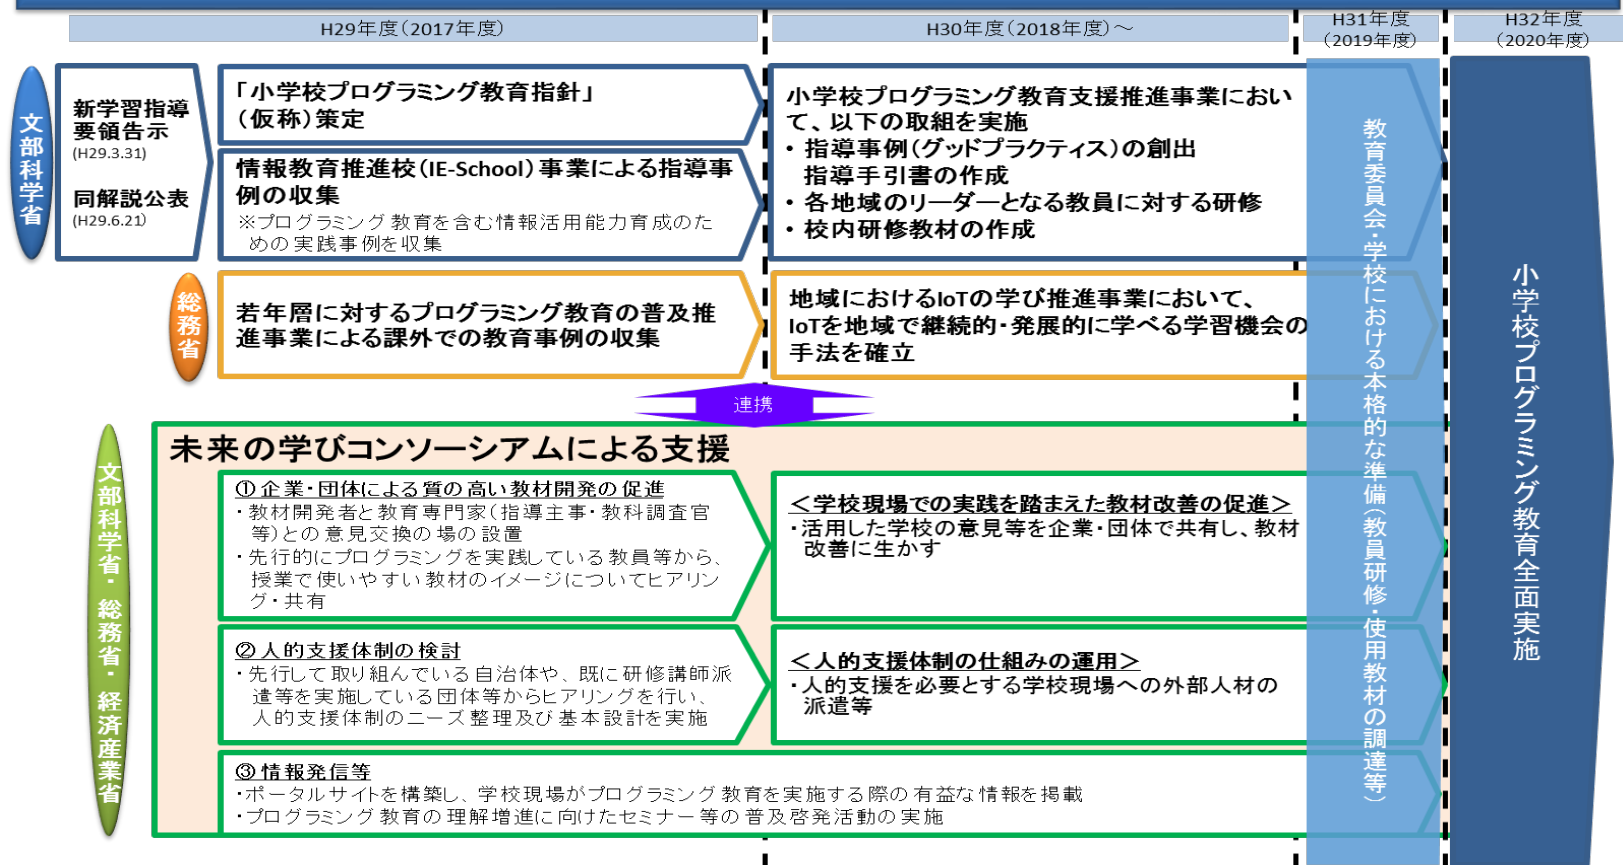 H29年度(2017年度)
H30年度(2018年度)～
H31年度
(2019年度)
H32年度
(2020年度)
文部科学省
新学習指導
要領告示
(H29.3.31)
同解説公表
(H29.6.21)
「小学校プログラミング教育指針」
(仮称)策定
情報教育推進校(IE-School)事業による指導事
例の収集
※プログラミング教育を含む情報活用能力育成のた
めの実践事例を収集
小学校プログラミング教育支援推進事業におい
て、以下の取組を実施
・指導事例(グッドプラクティス)の創出
指導手引書の作成
・各地域のリーダーとなる教員に対する研修
・校内研修教材の作成
総務省
若年層に対するプログラミング教育の普及推
進事業による課外での教育事例の収集
地域におけるIoTの学び推進事業において、
IoTを地域で継続的・発展的に学べる学習機会の
手法を確立
連携
文部科学省・総務省・経済産業省
未来の学びコンソーシアムによる支援
①企業・団体による質の高い教材開発の促進
・教材開発者と教育専門家(指導主事・教科調査官
等)との意見交換の場の設置
・先行的にプログラミングを実践している教員等から、
授業で使いやすい教材のイメージについてヒアリン
グ・共有
＜学校現場での実践を踏まえた教材改善の促進＞
・活用した学校の意見等を企業・団体で共有し、教材
改善に生かす
②人的支援体制の検討
・先行して取り組んでいる自治体や、既に研修講師派
遣等を実施している団体等からヒアリングを行い、
人的支援体制のニーズ整理及び基本設計を実施
＜人的支援体制の仕組みの運用＞
・人的支援を必要とする学校現場への外部人材の
派遣等
③情報発信等
・ポータルサイトを構築し、学校現場がプログラミング教育を実施する際の有益な情報を掲載
・プログラミング教育の理解増進に向けたセミナー等の普及啓発活動の実施
教育委員会・学校における本格的な準備(教員研修・使用教材の調達等)
小学校プログラミング教育全面実施